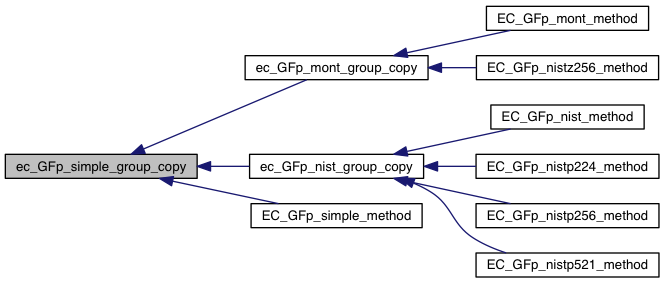 EC_GFp_mont_method
ec_GFp_mont_group_copy
EC_GFp_nistz256_method
EC_GFp_nist_method
ec_GFp_simple_group_copy
ec_GFp_nist_group_copy
EC_GFp_nistp224_method
EC_GFp_simple_method
EC_GFp_nistp256_method
EC_GFp_nistp521_method